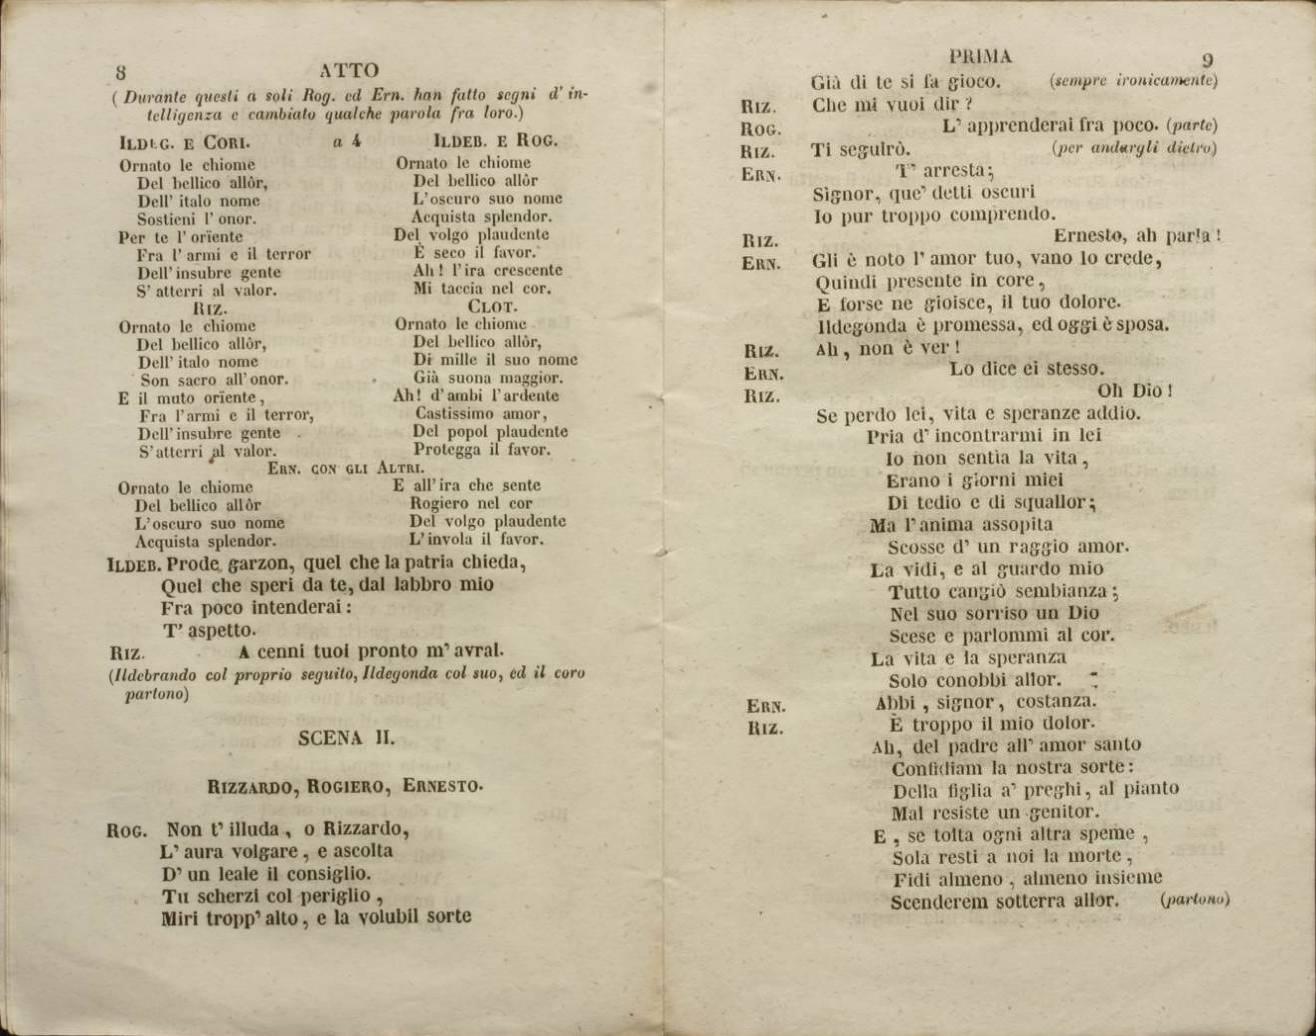 8
ATTO
( Durante questi a soli Rog. ed Ern. han fatto segni d' in-
telligenza e cambiato qualche parola fra loro.)
ILDEG. E CORI.
a 4
Ornato le chiome
Del bellico allôr,
Dell' italo nome
Sostieni l' onor.
Per te l' orïente
Fra l' armi e il terror
Dell' insubre gente
S' atterri al valor.
ILDEB. E ROG.
Ornato le chiome
Del bellico allôr
L' oscuro suo nome
Acquista splendor.
Del volgo plaudente
È seco il favor.
Ah! l' ira crescente
Mi taccia nel cor.
RIZ.
Ornato le chiome
Del bellico allôr,
Dell' italo nome
Son sacro all' onor.
E il muto orïente,
Fra l'armi e il terror,
Dell' insubre gente
S'atterri al valor.
CLOT.
Ornato le chiome
Del bellico allôr,
Di mille il suo nome
Già suona maggior.
Ah! d' ambi l'ardente
Castissimo amor,
Del popol plaudente
Protegga il favor.
ERN. CON GLI ALTRI.
Ornato le chiome
Del bellico allôr
L'oscuro suo nome
Acquista splendor.
E all' ira che sente
Rogiero nel cor
Del volgo plaudente
L' invola il favor.
ILDEB. Prode garzon, quel che la patria chieda,
Quel che speri da te, dal labbro mio
Fra poco intenderai :
T' aspetto.
RIZ. A cenni tuoi pronto m' avrai.
(Ildebrando col proprio seguito, Ildegonda col suo, ed il coro
partono)
SCENA II.
RIZZARDO, ROGIERO, ERNESTO.
ROG. Non t' illuda , o Rizzardo,
L' aura volgare , e ascolta
D' un leale il consiglio.
Tu scherzi col periglio ,
Miri tropp' alto , e la volubil sorte
PRIMA
9
Già di te si fa gioco. (sempre ironicamente)
RIZ. Che mi vuoi dir ?
ROG. L' apprenderai fra poco. (parte)
RIZ. Ti seguirò. (per andargli dietro)
ERN. T' arresta ;
Signor, que' detti oscuri
Io pur troppo comprendo.
RIZ. Ernesto, ah parla !
ERN. Gli è noto l' amor tuo, vano lo crede,
Quindi presente in core ,
E forse ne gioisce, il tuo dolore.
Ildegonda è promessa, ed oggi è sposa.
RIZ. Ah , non è ver !
ERN. Lo dice ei stesso.
RIZ. Oh Dio !
Se perdo lei, vita e speranze addio.
Pria d' incontrarmi in lei
Io non sentìa la vita ,
Erano i giorni miei
Di tedio e di squallor ;
Ma l' anima assopita
Scosse d' un raggio amor.
La vidi, e al guardo mio
Tutto cangiò sembianza ;
Nel suo sorriso un Dio
Scese e parlommi al cor.
La vita e la speranza
Solo conobbi allor.
ERN. Abbi , signor , costanza.
RIZ. È troppo il mio dolor.
Ah, del padre all' amor santo
Confidiam la nostra sorte :
Della figlia a' preghi , al pianto
Mal resiste un genitor.
E , se tolta ogni altra speme ,
Sola resti a noi la morte ,
Fidi almeno , almeno insieme
Scenderem sotterra allor. (partono)